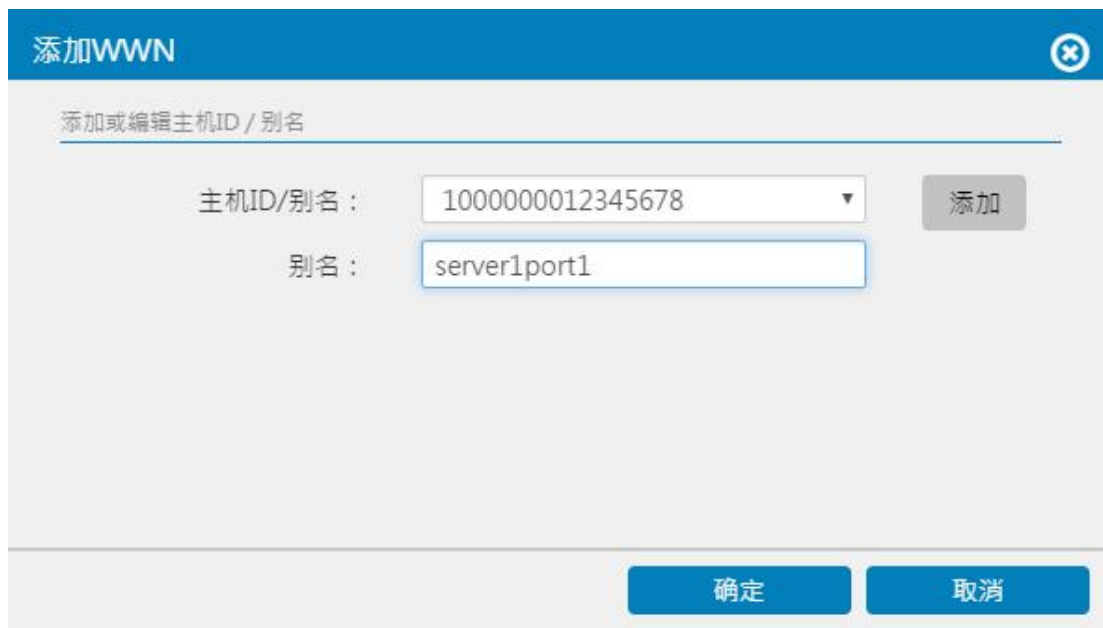 添加WWN
添加或编辑主机ID / 别名
主机ID/别名： 1000000012345678 添加
别名： server1port1
确定 取消